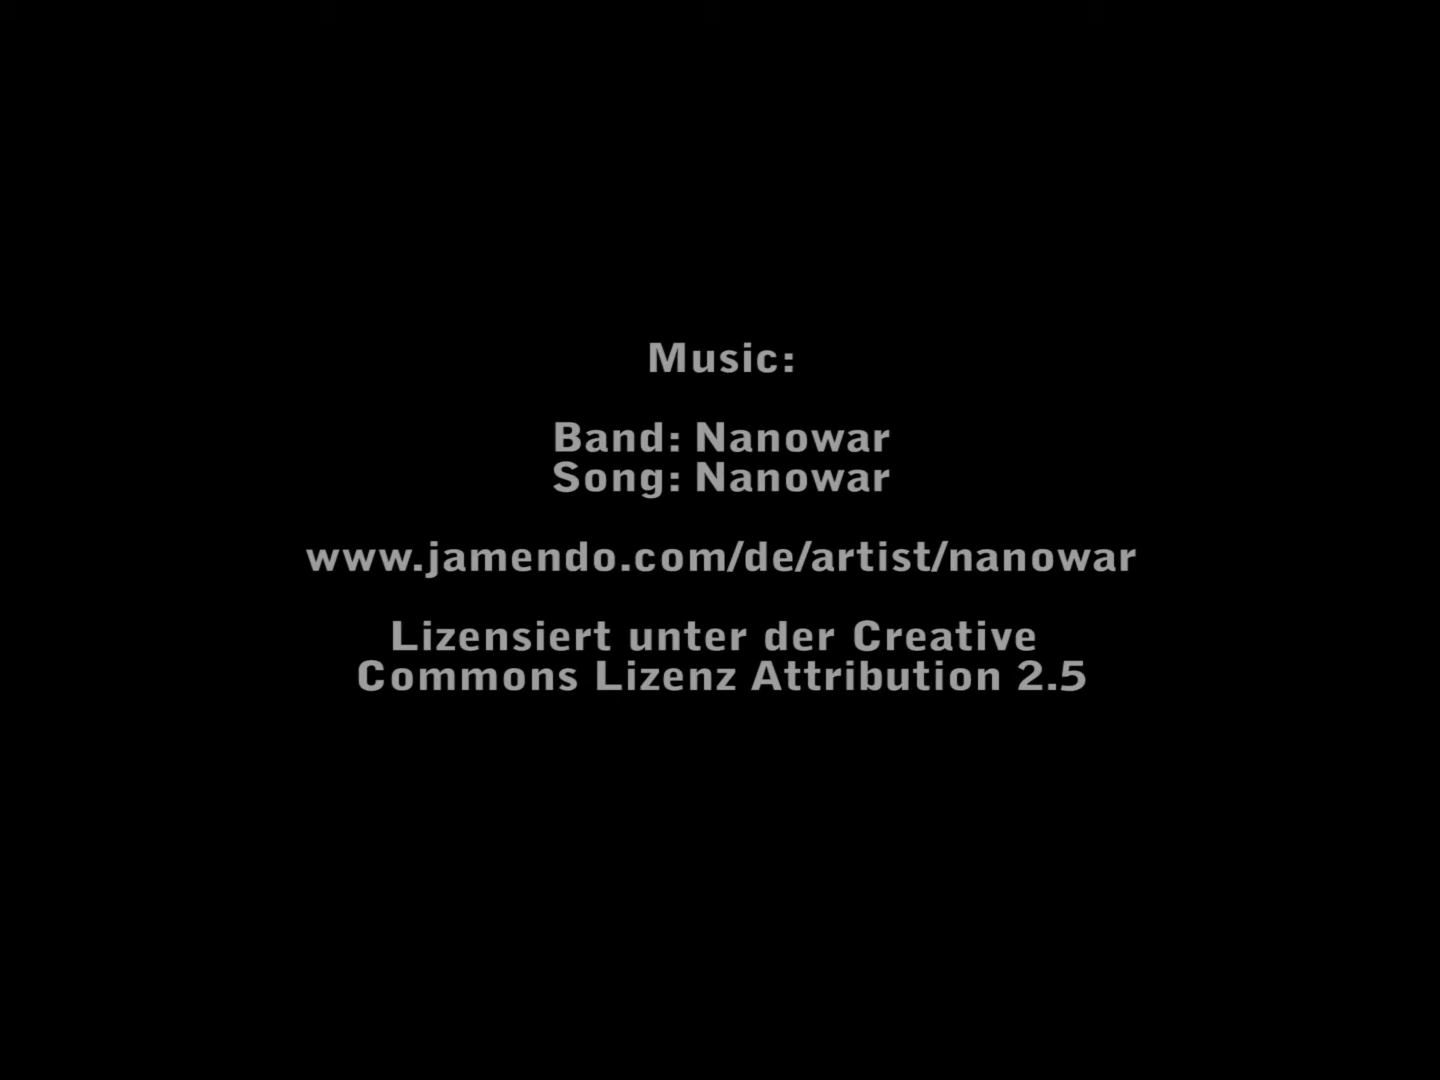 Music:
Band: Nanowar
Song: Nanowar
www.jamendo.com/de/artist/nanowar
Lizensiert unter der Creative
Commons Lizenz Attribution 2.5